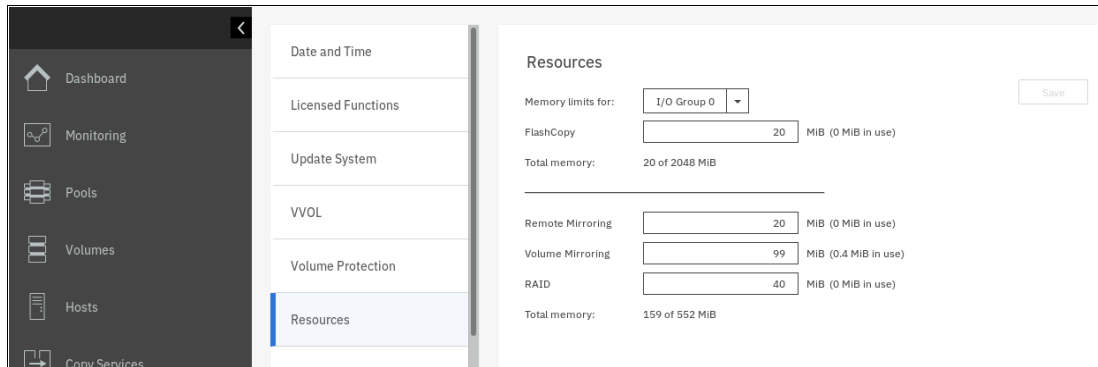 Dashboard
Monitoring
Pools
Volumes
Hosts
Copy Services
Date and Time
Licensed Functions
Update System
VVOL
Volume Protection
Resources
Resources
Save
Memory limits for: I/O Group 0
FlashCopy 20 MiB (0 MiB in use)
Total memory: 20 of 2048 MiB
Remote Mirroring 20 MiB (0 MiB in use)
Volume Mirroring 99 MiB (0.4 MiB in use)
RAID 40 MiB (0 MiB in use)
Total memory: 159 of 552 MiB